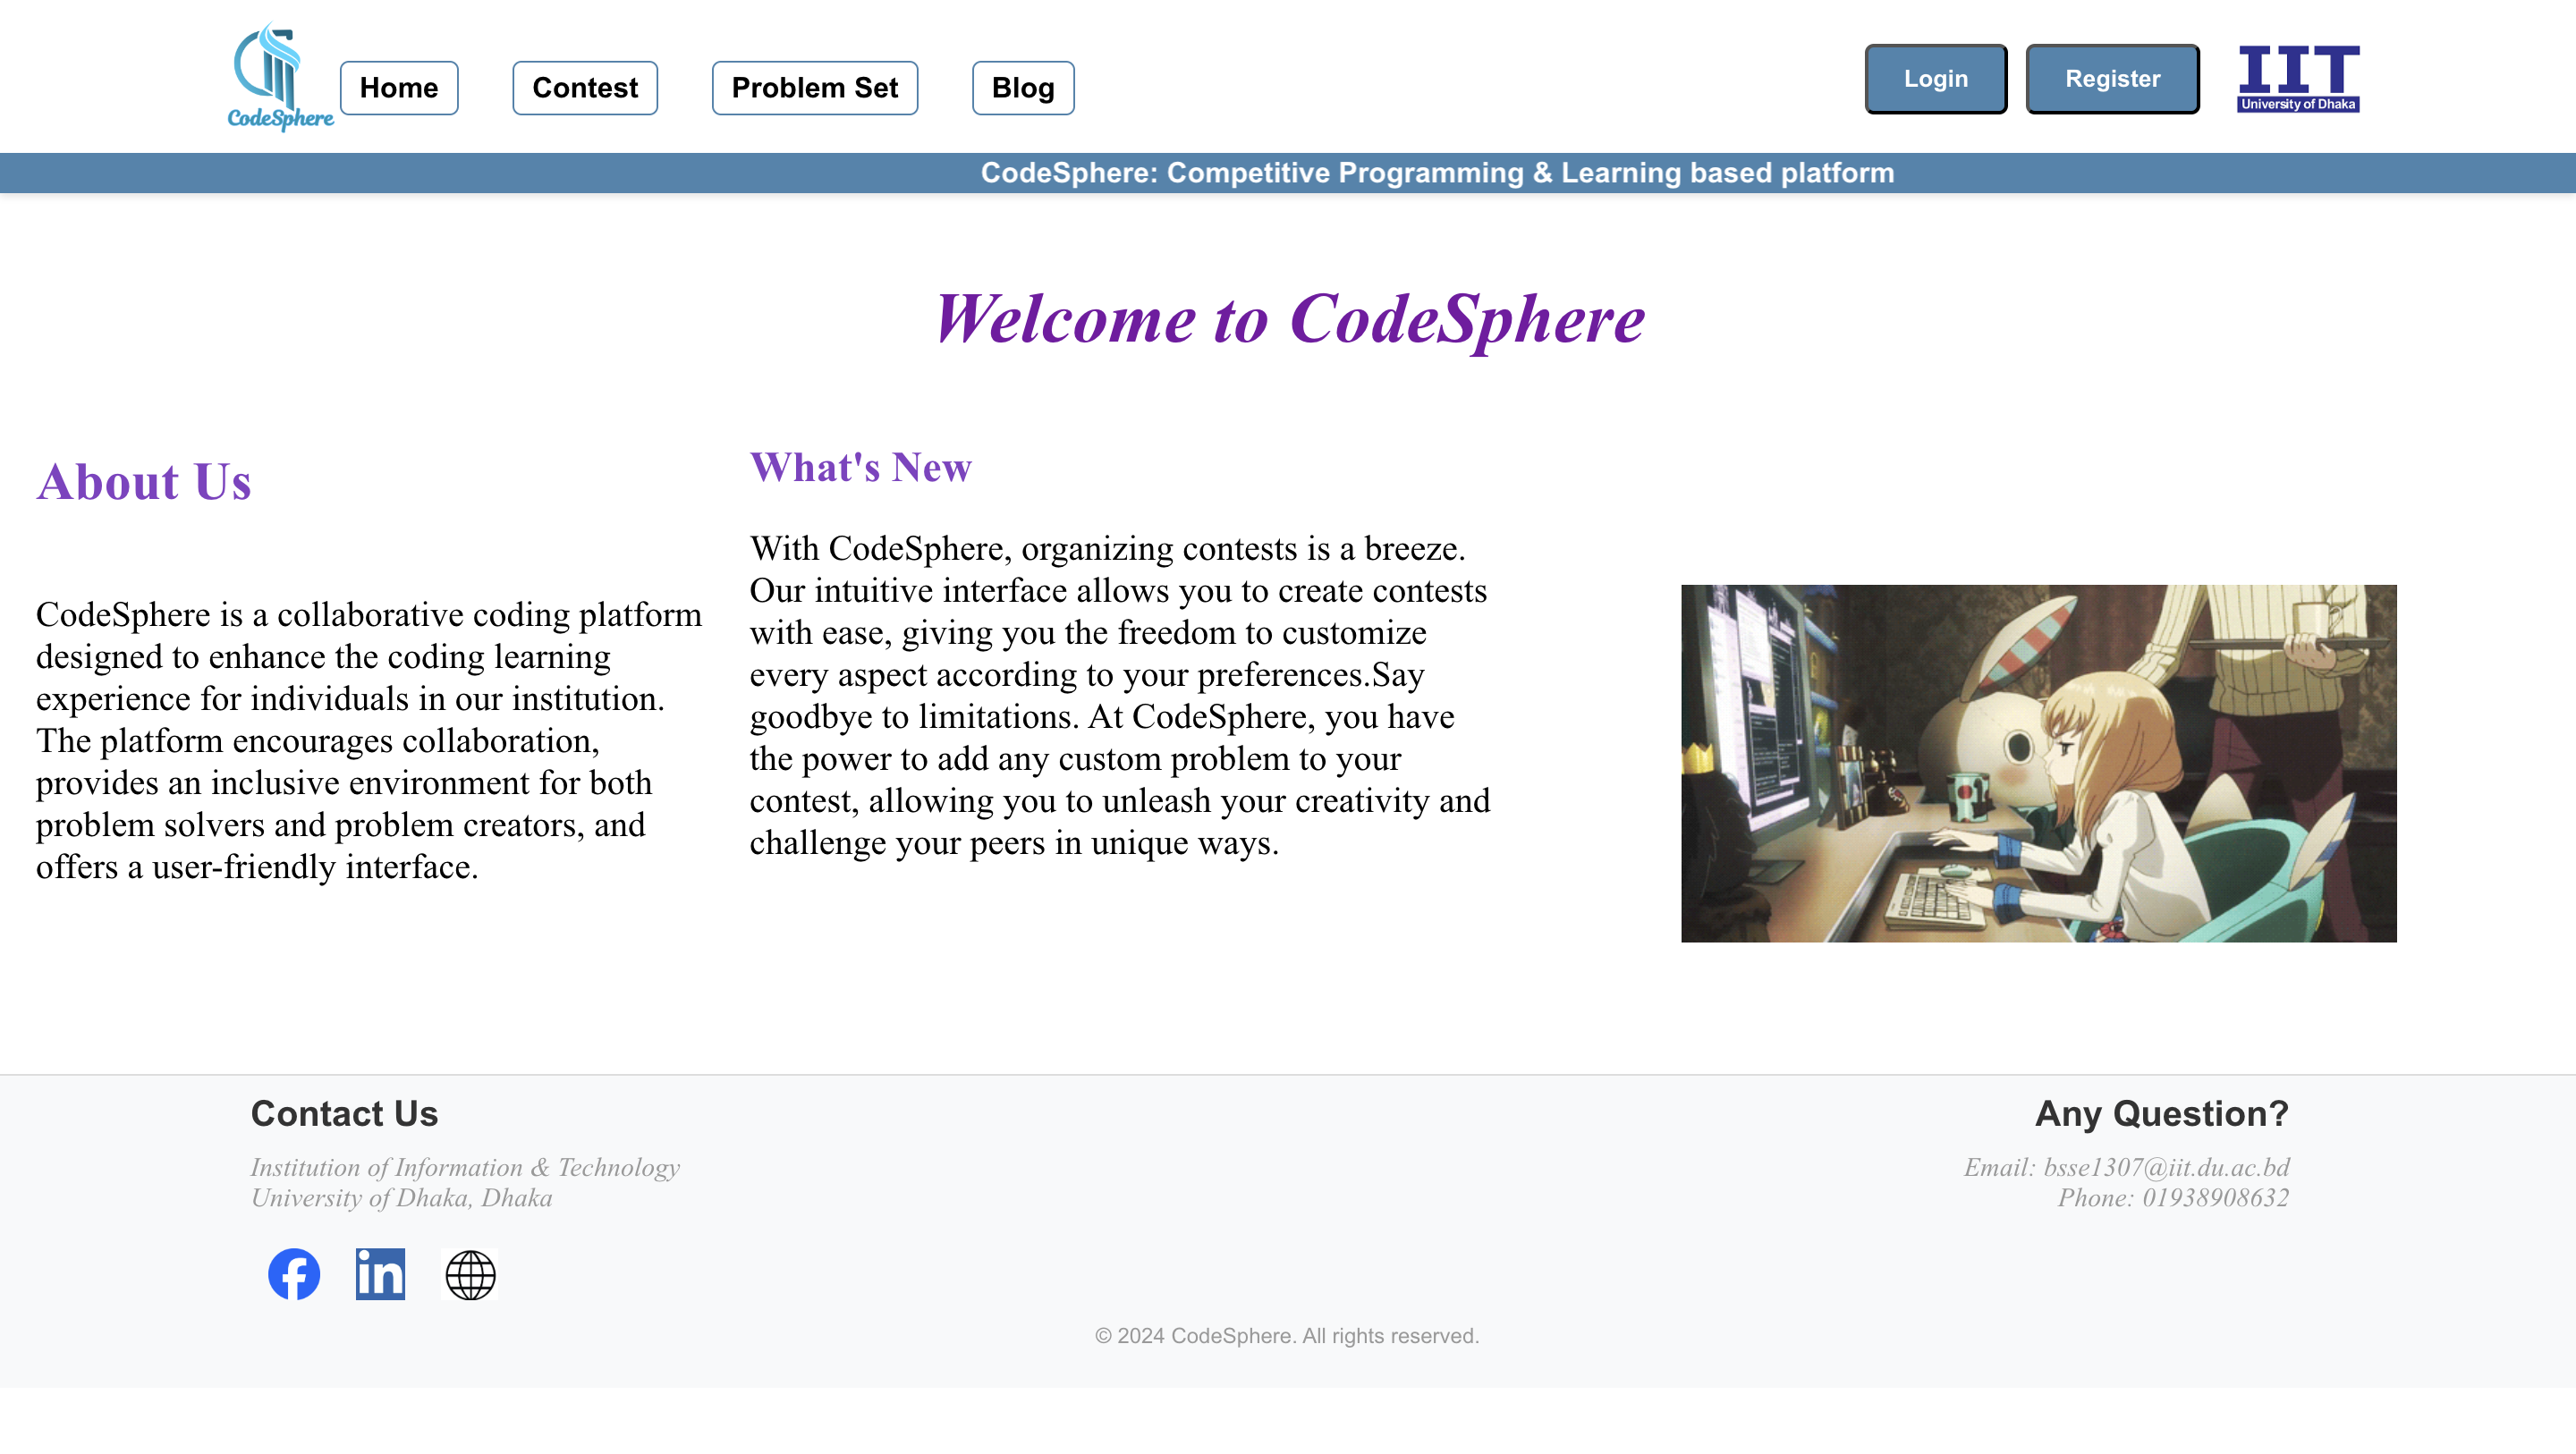 CodeSphere
Home
Contest
Problem Set
Blog
Login
Register
IIT
University of Dhaka
CodeSphere: Competitive Programming & Learning based platform
Welcome to CodeSphere
About Us
CodeSphere is a collaborative coding platform
designed to enhance the coding learning
experience for individuals in our institution.
The platform encourages collaboration,
provides an inclusive environment for both
problem solvers and problem creators, and
offers a user-friendly interface.
What's New
With CodeSphere, organizing contests is a breeze.
Our intuitive interface allows you to create contests
with ease, giving you the freedom to customize
every aspect according to your preferences.Say
goodbye to limitations. At CodeSphere, you have
the power to add any custom problem to your
contest, allowing you to unleash your creativity and
challenge your peers in unique ways.
Contact Us
Institution of Information & Technology
University of Dhaka, Dhaka
Any Question?
Email: bsse1307@iit.du.ac.bd
Phone: 01938908632
in
© 2024 CodeSphere. All rights reserved.